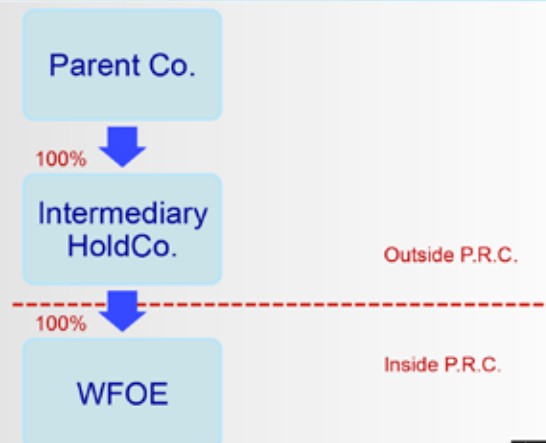 Parent Co.
100%
Intermediary
HoldCo.
Outside P.R.C.
100%
Inside P.R.C.
WFOE